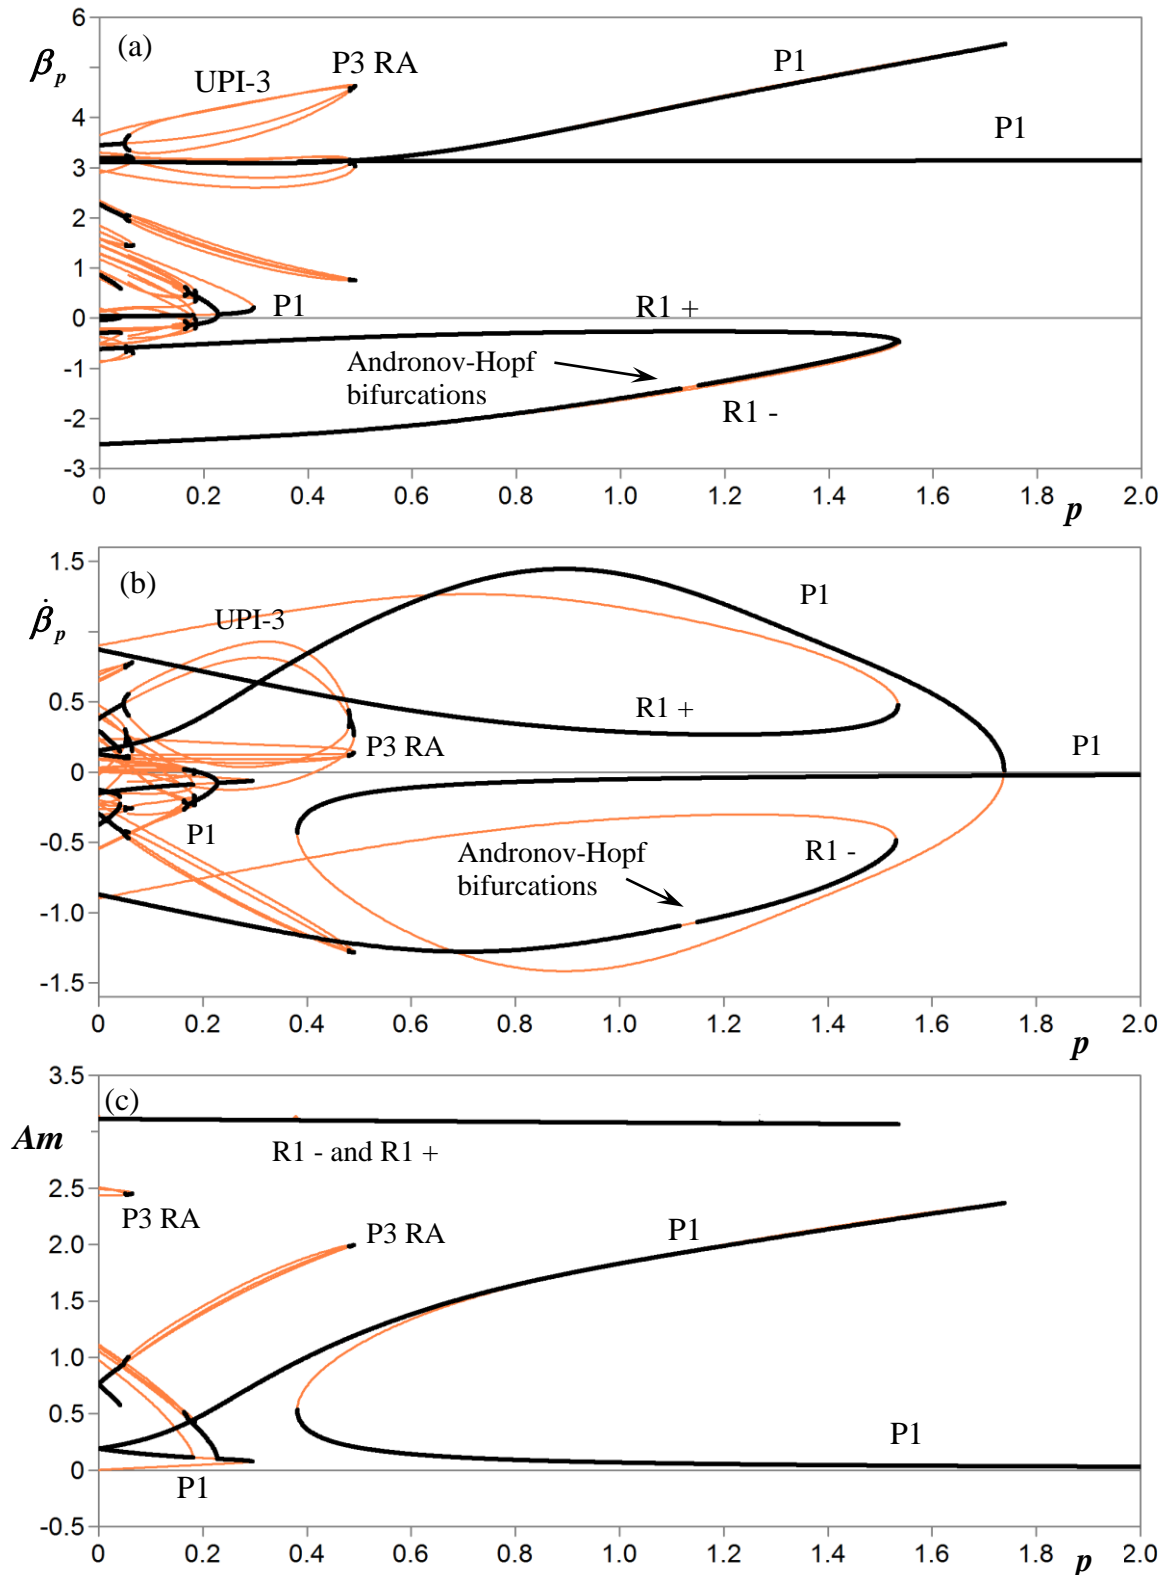 6
(a)
P3 RA
P1
βp
UPI-3
4
P1
3
2
1
P1
R1 +
0
Andronov-Hopf
bifurcations
-1
R1 -
-2
-3
0 0.2 0.4 0.6 0.8 1.0 1.2 1.4 1.6 1.8 2.0
p
1.5
(b)
P1
β̇p
UPI-3
0.5
R1 +
P3 RA
P1
0
P1
Andronov-Hopf
bifurcations
R1 -
-0.5
-1.0
-1.5
0 0.2 0.4 0.6 0.8 1.0 1.2 1.4 1.6 1.8 2.0
p
3.5
(c)
Am
R1 - and R1 +
2.5
P3 RA
P3 RA
P1
2.0
1.5
1.0
0.5
P1
0
P1
-0.5
0 0.2 0.4 0.6 0.8 1.0 1.2 1.4 1.6 1.8 2.0
p